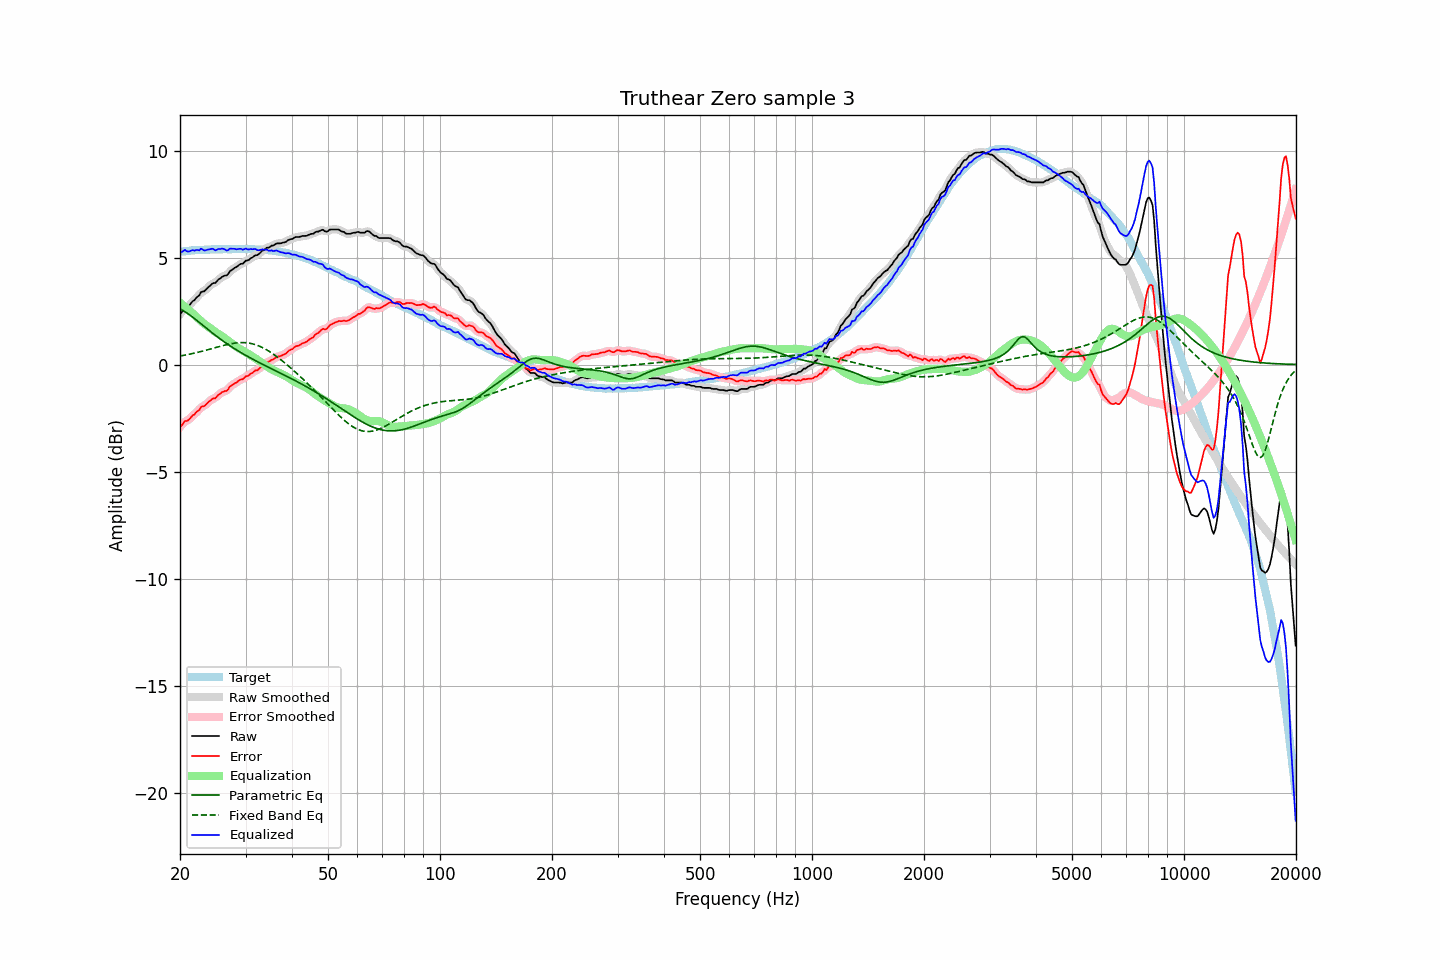 Truthear Zero sample 3
10
5
0
−5
−10
−15
−20
Amplitude (dBr)
Target
Raw Smoothed
Error Smoothed
Raw
Error
Equalization
Parametric Eq
Fixed Band Eq
Equalized
20 50 100 200 500 1000 2000 5000 10000 20000
Frequency (Hz)